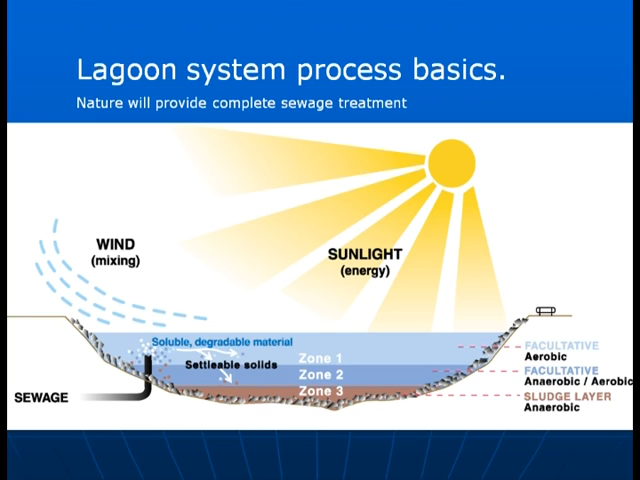 Lagoon system process basics.
Nature will provide complete sewage treatment
WIND
(mixing)
SUNLIGHT
(energy)
Soluble, degradable material
Settleable solids
Zone 1
Zone 2
Zone 3
SEWAGE
FACULTATIVE
Aerobic
FACULTATIVE
Anaerobic / Aerobic
SLUDGE LAYER
Anaerobic